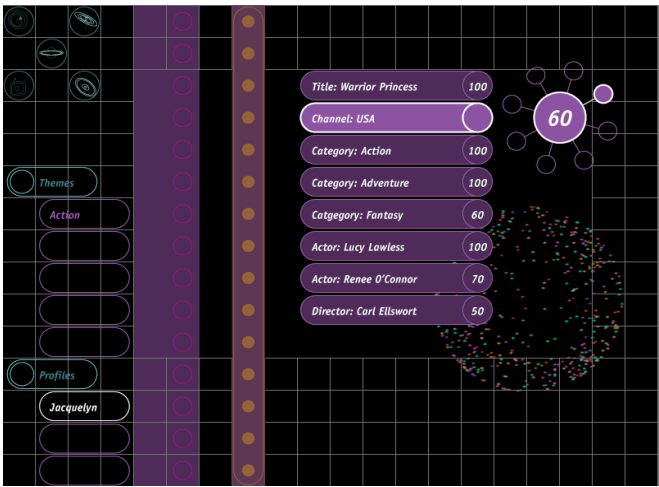 Title: Warrior Princess 100
60
Channel: USA
Category: Action 100
Category: Adventure 100
Themes
Action
Catgegory: Fantasy 60
Actor: Lucy Lawless 100
Actor: Renee O'Connor 70
Director: Carl Ellswort 50
Profiles
Jacquelyn